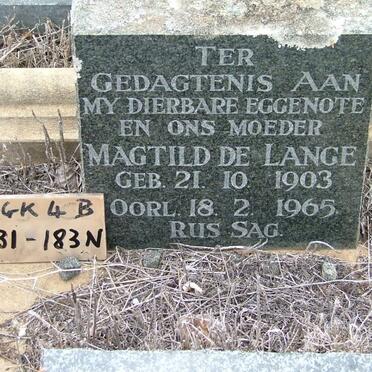 TER
GEDAGTENIS AAN
MY DIERBARE EGGENOTE
EN ONS MOEDER
MAGTILD DE LANGE
GEB. 21. 10. 1903
OORL. 18. 2. 1965.
RUS SAG.
GK 4 B
81-183N